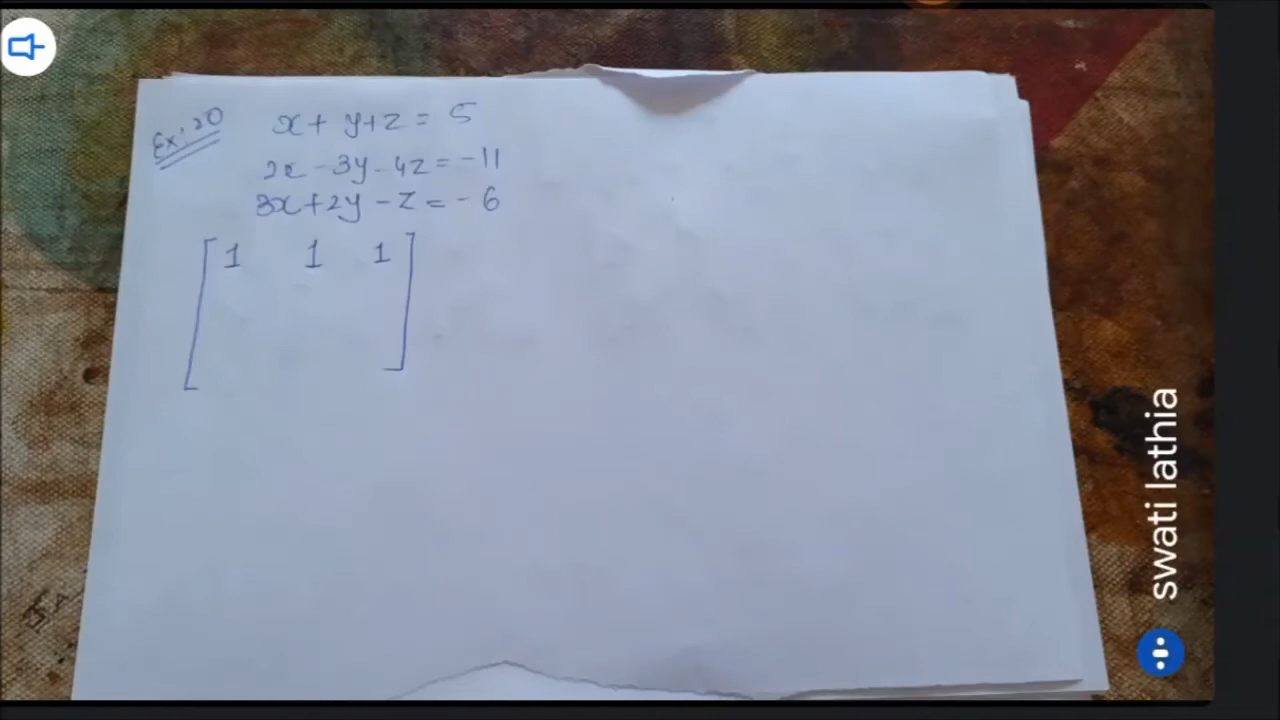 Ex: 20
x + y + z = 5
2x - 3y - 4z = -11
3x + 2y - z = -6
[ 1 1 1 ]
swati lathia